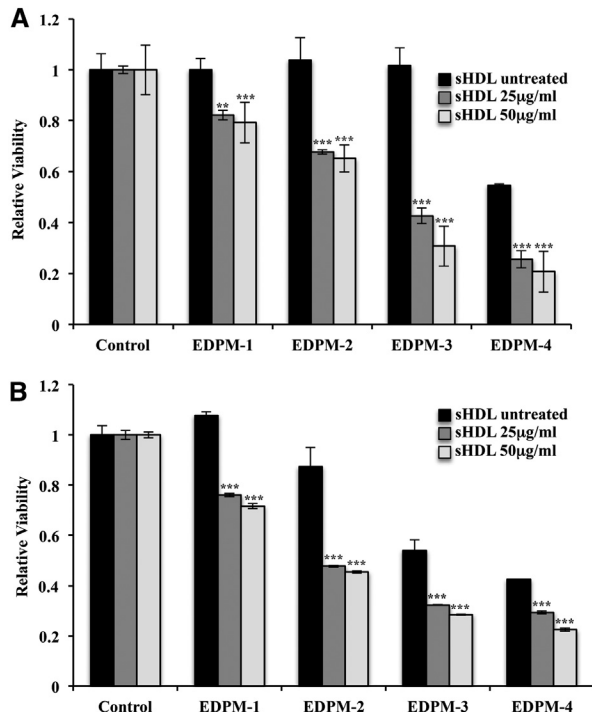 A
1.2
1
0.8
0.6
0.4
0.2
0
Relative Viability
sHDL untreated
sHDL 25µg/ml
sHDL 50µg/ml
** ***
*** ***
*** ***
*** ***
Control EDPM-1 EDPM-2 EDPM-3 EDPM-4
B
1.2
1
0.8
0.6
0.4
0.2
0
Relative Viability
sHDL untreated
sHDL 25µg/ml
sHDL 50µg/ml
*** ***
*** ***
*** ***
*** ***
Control EDPM-1 EDPM-2 EDPM-3 EDPM-4